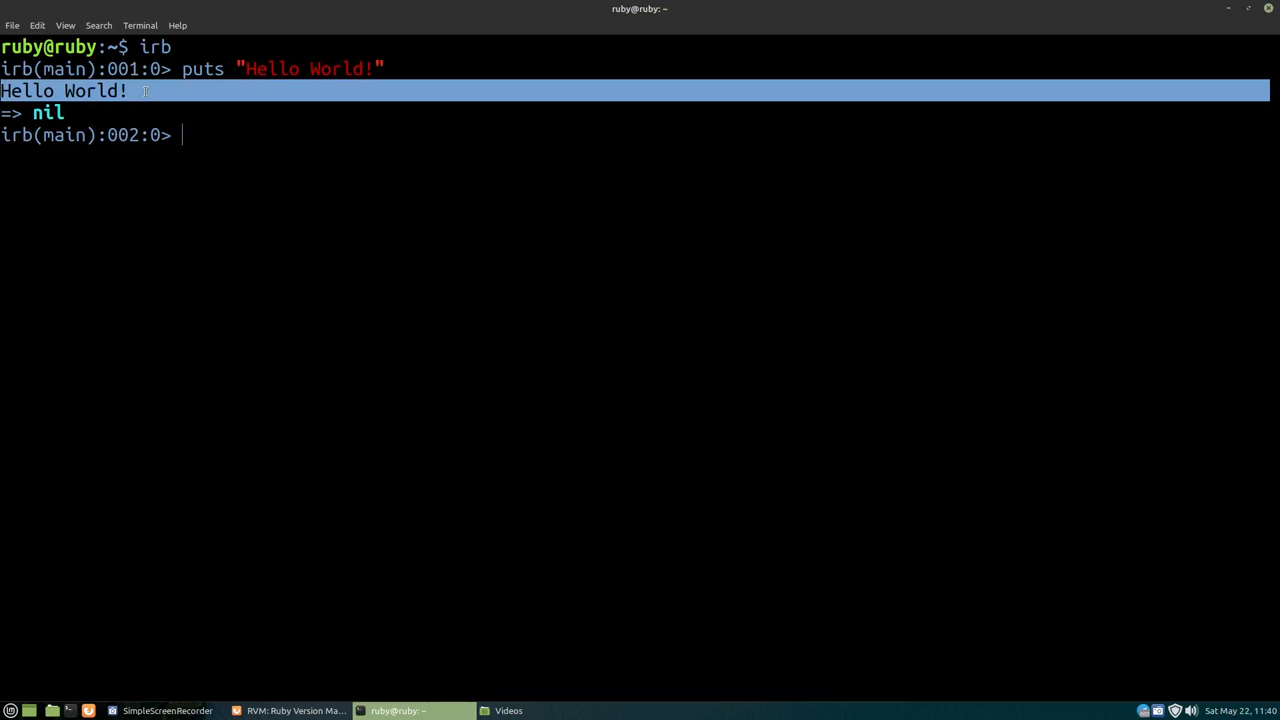 ruby@ruby: ~
File Edit View Search Terminal Help
ruby@ruby:~$ irb
irb(main):001:0> puts "Hello World!"
Hello World!
=> nil
irb(main):002:0>
SimpleScreenRecorder RVM: Ruby Version Ma... ruby@ruby: ~ Videos Sat May 22, 11:40